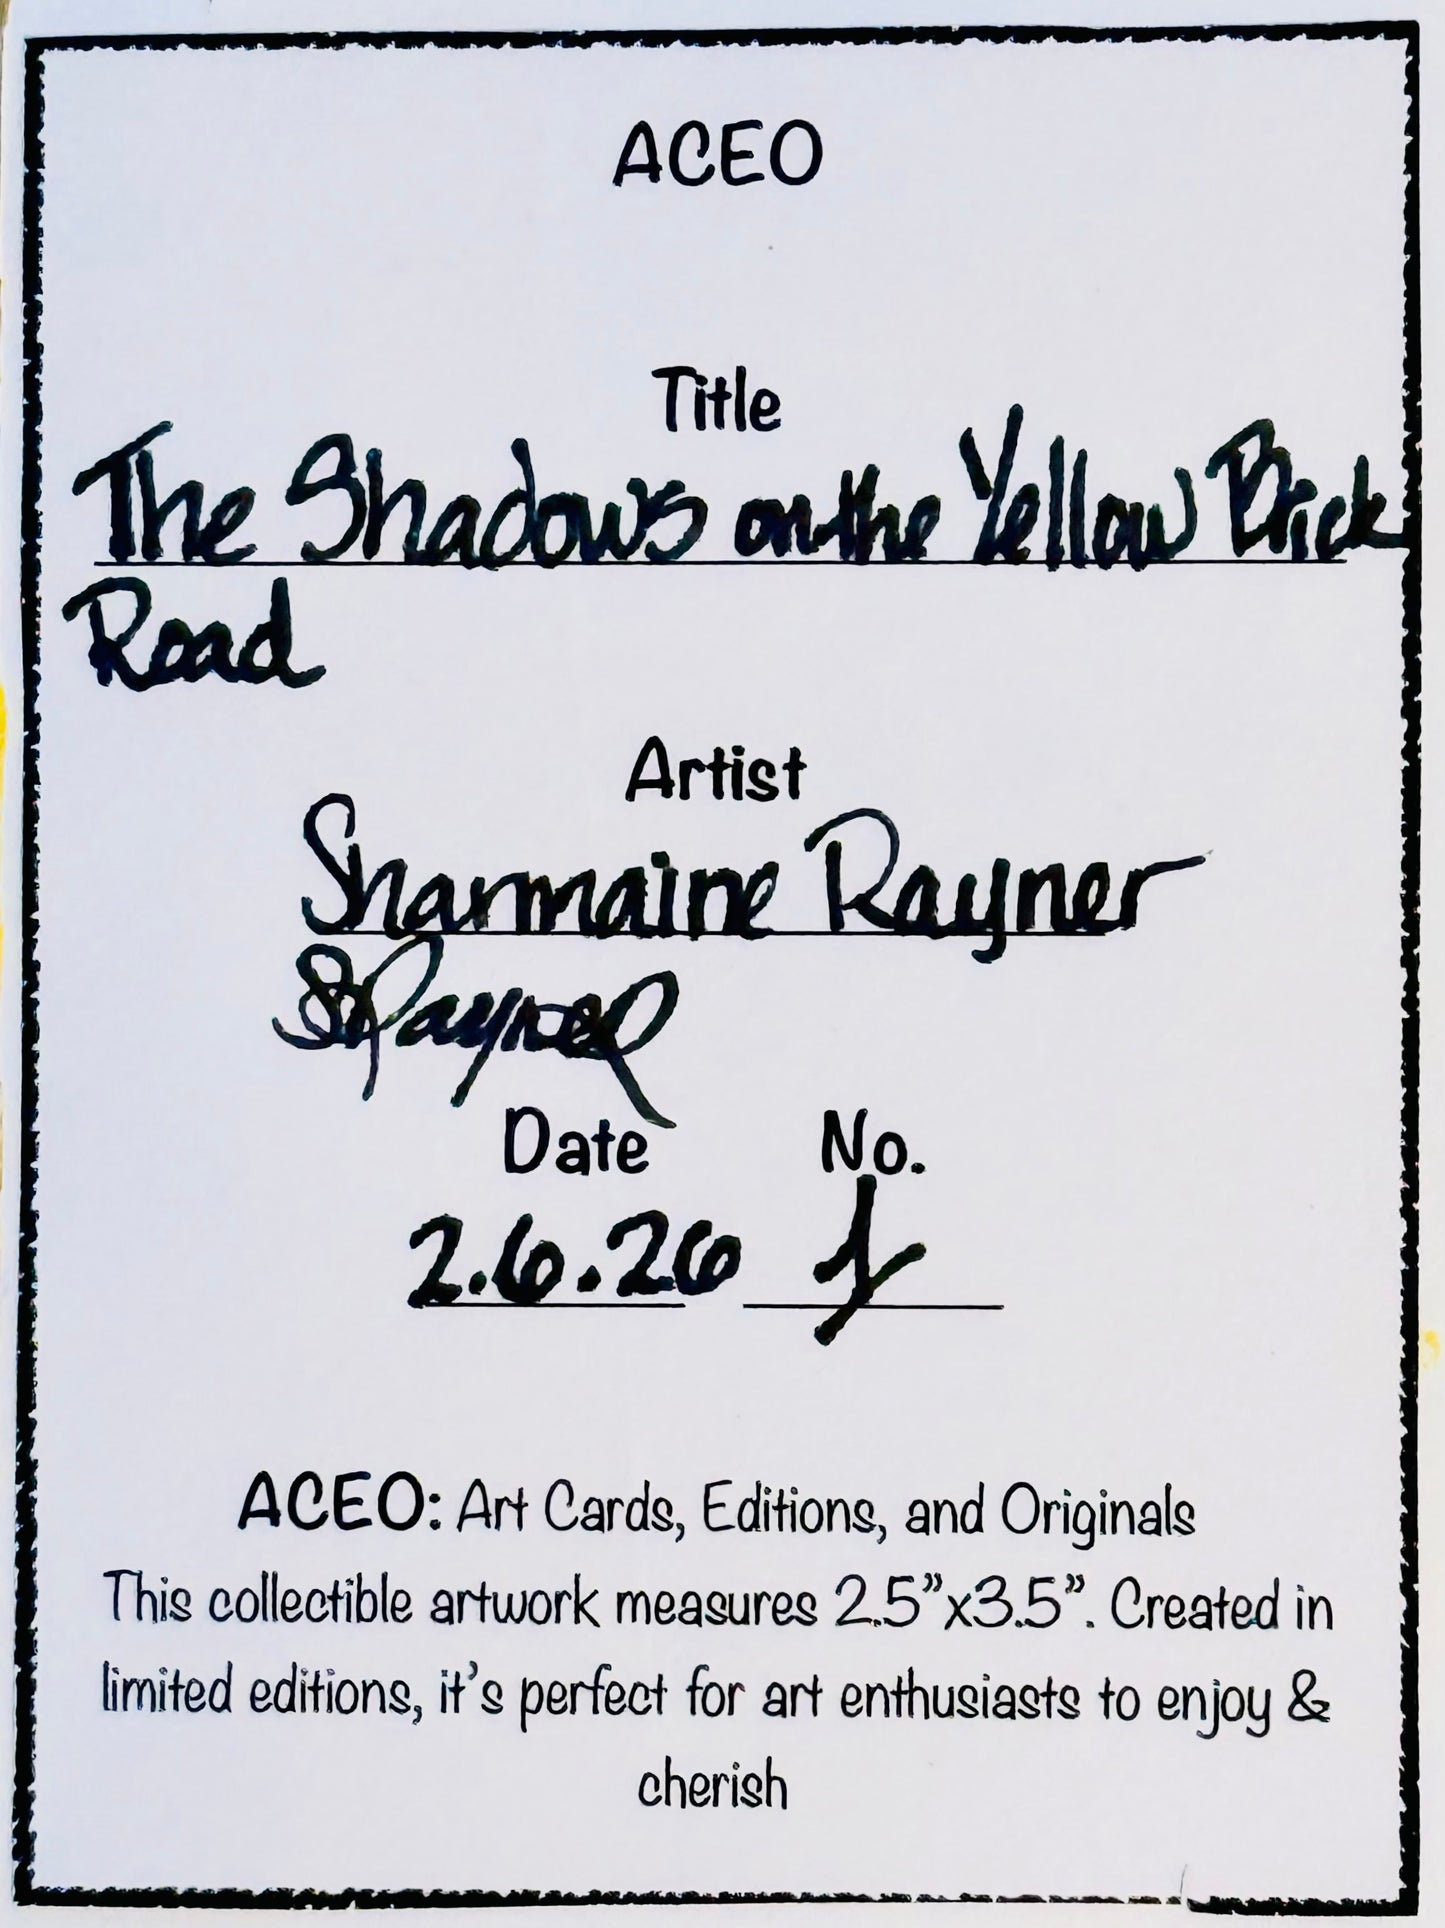 ACEO
Title
The Shadows on the Yellow Brick
Road
Artist
Sharmaine Rayner
SRayner
Date No.
2.6.26 1
ACEO: Art Cards, Editions, and Originals
This collectible artwork measures 2.5”x3.5”. Created in
limited editions, it’s perfect for art enthusiasts to enjoy &
cherish